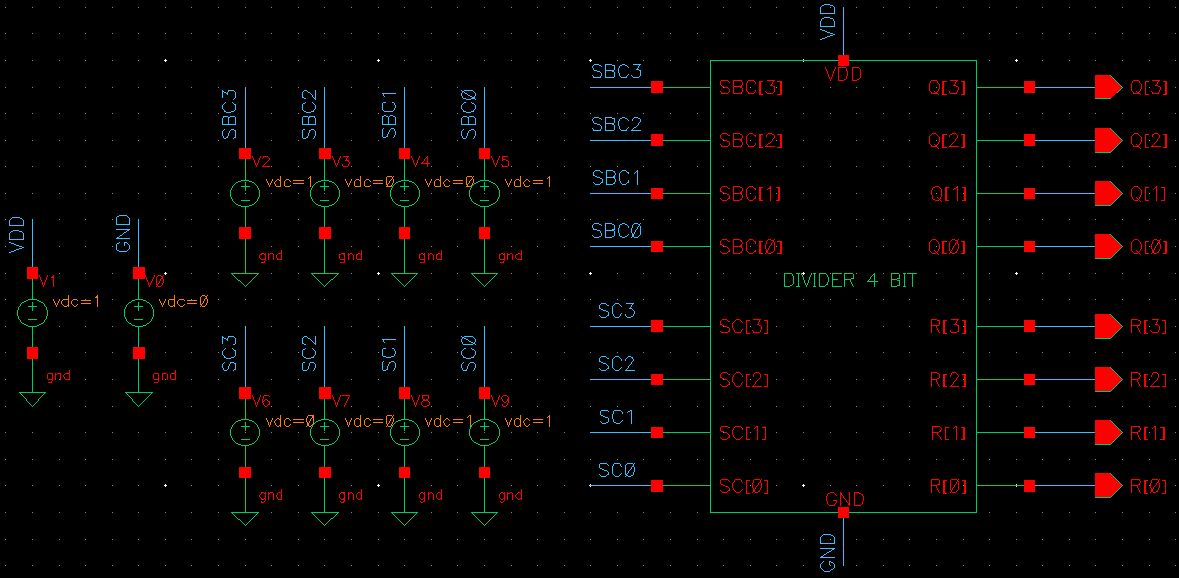 VDD
V1
vdc=1
gnd
GND
V0
vdc=0
gnd
SBC3
V2
vdc=1
gnd
SBC2
V3
vdc=0
gnd
SBC1
V4
vdc=0
gnd
SBC0
V5
vdc=1
gnd
SC3
V6
vdc=0
gnd
SC2
V7
vdc=0
gnd
SC1
V8
vdc=1
gnd
SC0
V9
vdc=1
gnd
VDD
VDD
SBC3 SBC[3] Q[3] Q[3]
SBC2 SBC[2] Q[2] Q[2]
SBC1 SBC[1] Q[1] Q[1]
SBC0 SBC[0] Q[0] Q[0]
DIVIDER 4 BIT
SC3 SC[3] R[3] R[3]
SC2 SC[2] R[2] R[2]
SC1 SC[1] R[1] R[1]
SC0 SC[0] R[0] R[0]
GND
GND